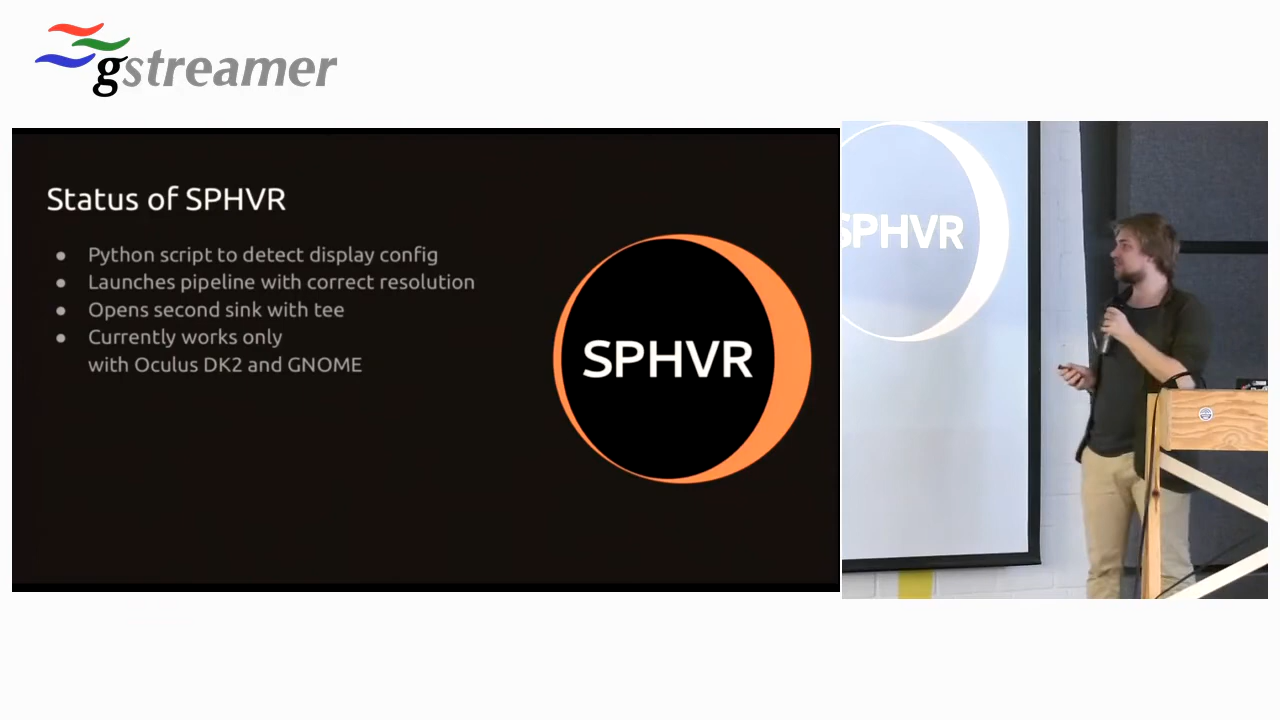 gstreamer
Status of SPHVR
● Python script to detect display config
● Launches pipeline with correct resolution
● Opens second sink with tee
● Currently works only
with Oculus DK2 and GNOME
SPHVR
SPHVR